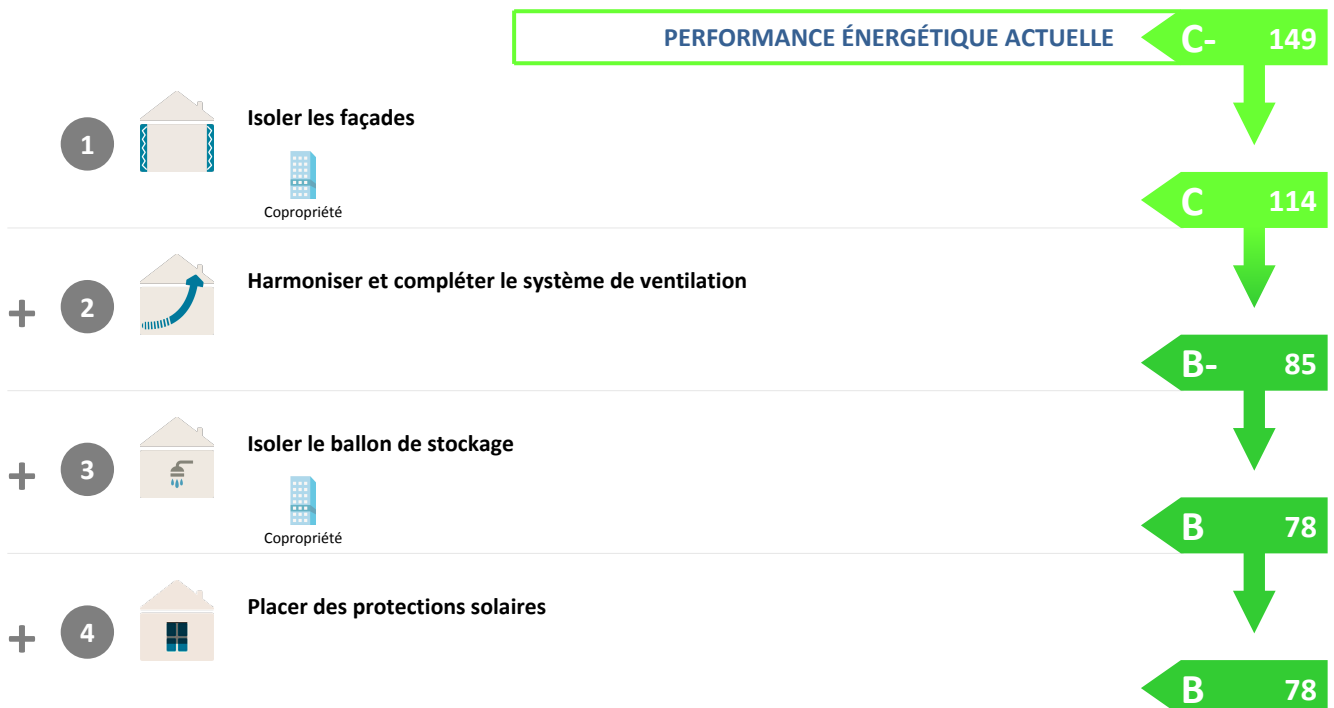 PERFORMANCE ÉNERGÉTIQUE ACTUELLE C- 149
1 Isoler les façades
Copropriété
C 114
+ 2 Harmoniser et compléter le système de ventilation
B- 85
+ 3 Isoler le ballon de stockage
Copropriété
B 78
+ 4 Placer des protections solaires
B 78